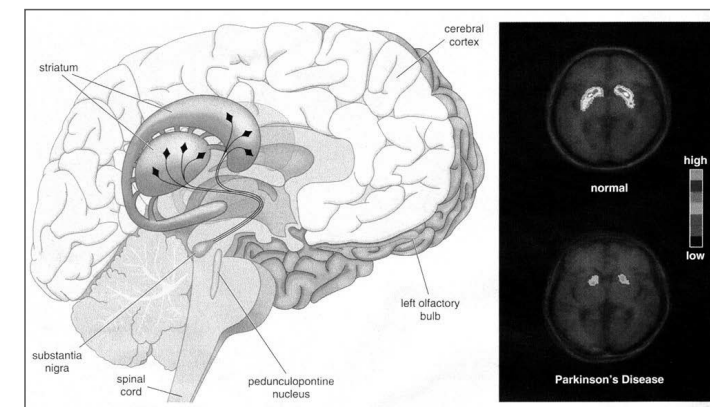 cerebral
cortex
striatum
high
normal
low
left olfactory
bulb
substantia
nigra
spinal
cord
pedunculopontine
nucleus
Parkinson's Disease